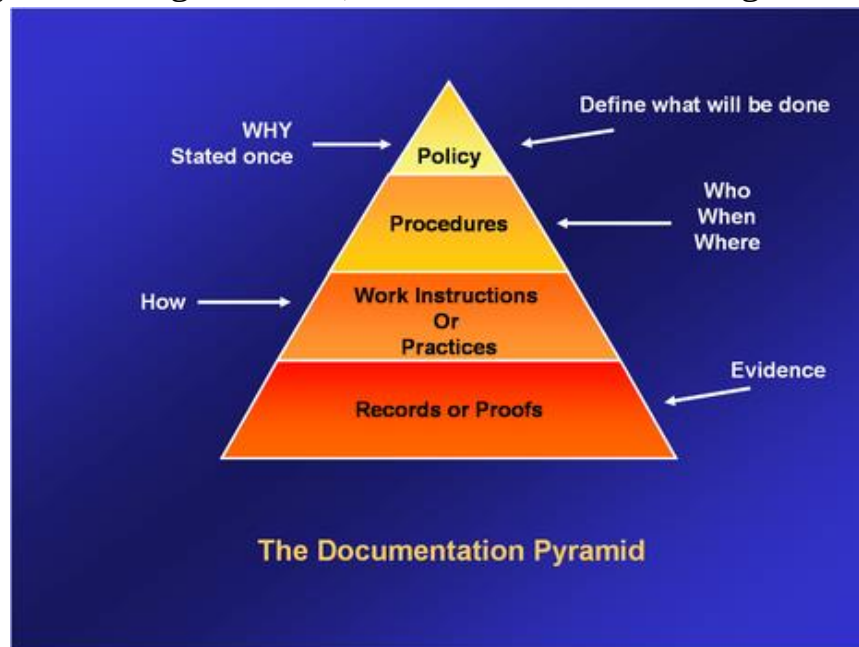 Define what will be done
WHY
Stated once
Policy
Who
When
Where
Procedures
How
Work Instructions
Or
Practices
Evidence
Records or Proofs
The Documentation Pyramid